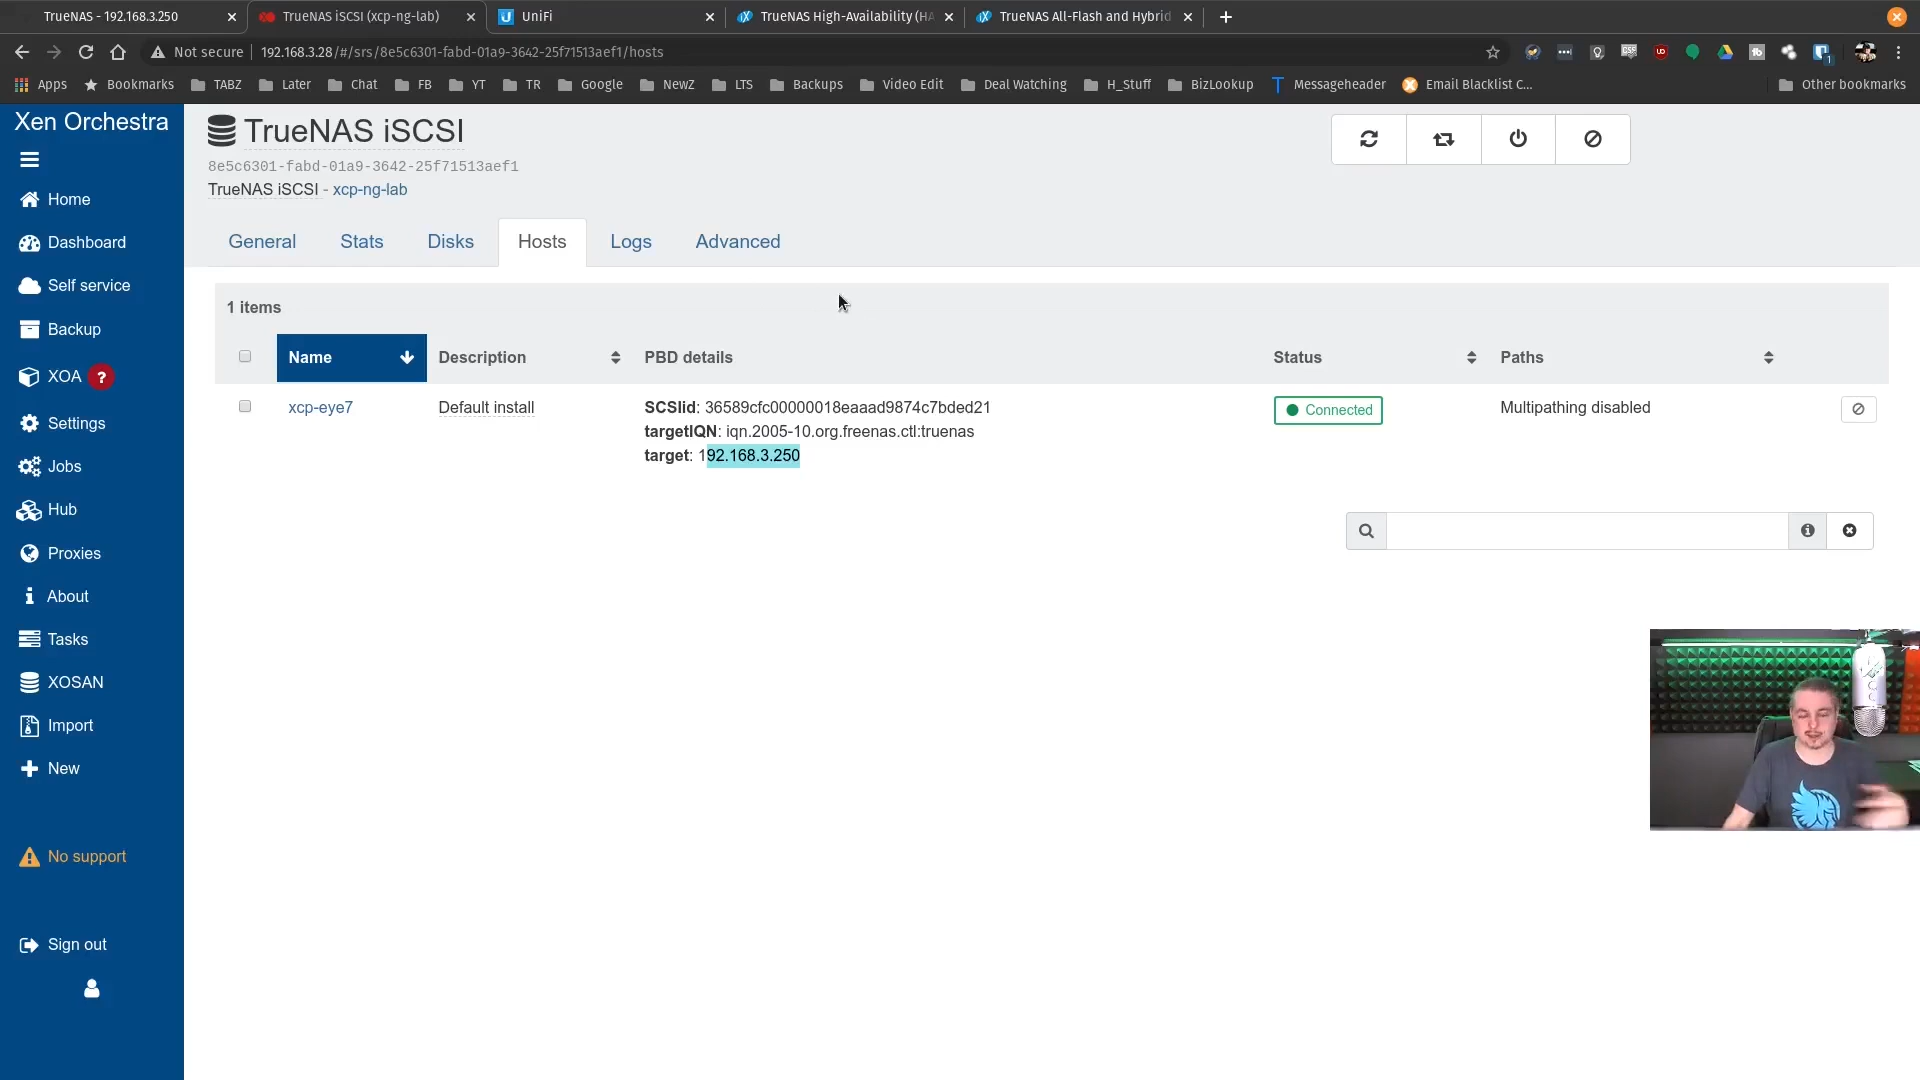 TrueNAS - 192.168.3.250
TrueNAS iSCSI (xcp-ng-lab)
UniFi
TrueNAS High-Availability (HA
TrueNAS All-Flash and Hybrid
Not secure
192.168.3.28/#/srs/8e5c6301-fabd-01a9-3642-25f71513aef1/hosts
Apps
Bookmarks
TABZ
Later
Chat
FB
YT
TR
Google
NewZ
LTS
Backups
Video Edit
Deal Watching
H_Stuff
BizLookup
Messageheader
Email Blacklist C...
Other bookmarks
Xen Orchestra
Home
Dashboard
Self service
Backup
XOA
Settings
Jobs
Hub
Proxies
About
Tasks
XOSAN
Import
New
No support
Sign out
TrueNAS iSCSI
8e5c6301-fabd-01a9-3642-25f71513aef1
TrueNAS iSCSI - xcp-ng-lab
General
Stats
Disks
Hosts
Logs
Advanced
1 items
Name
Description
PBD details
Status
Paths
xcp-eye7
Default install
SCSIid: 36589cfc00000018eaaad9874c7bded21
targetIQN: iqn.2005-10.org.freenas.ctl:truenas
target: 192.168.3.250
Connected
Multipathing disabled